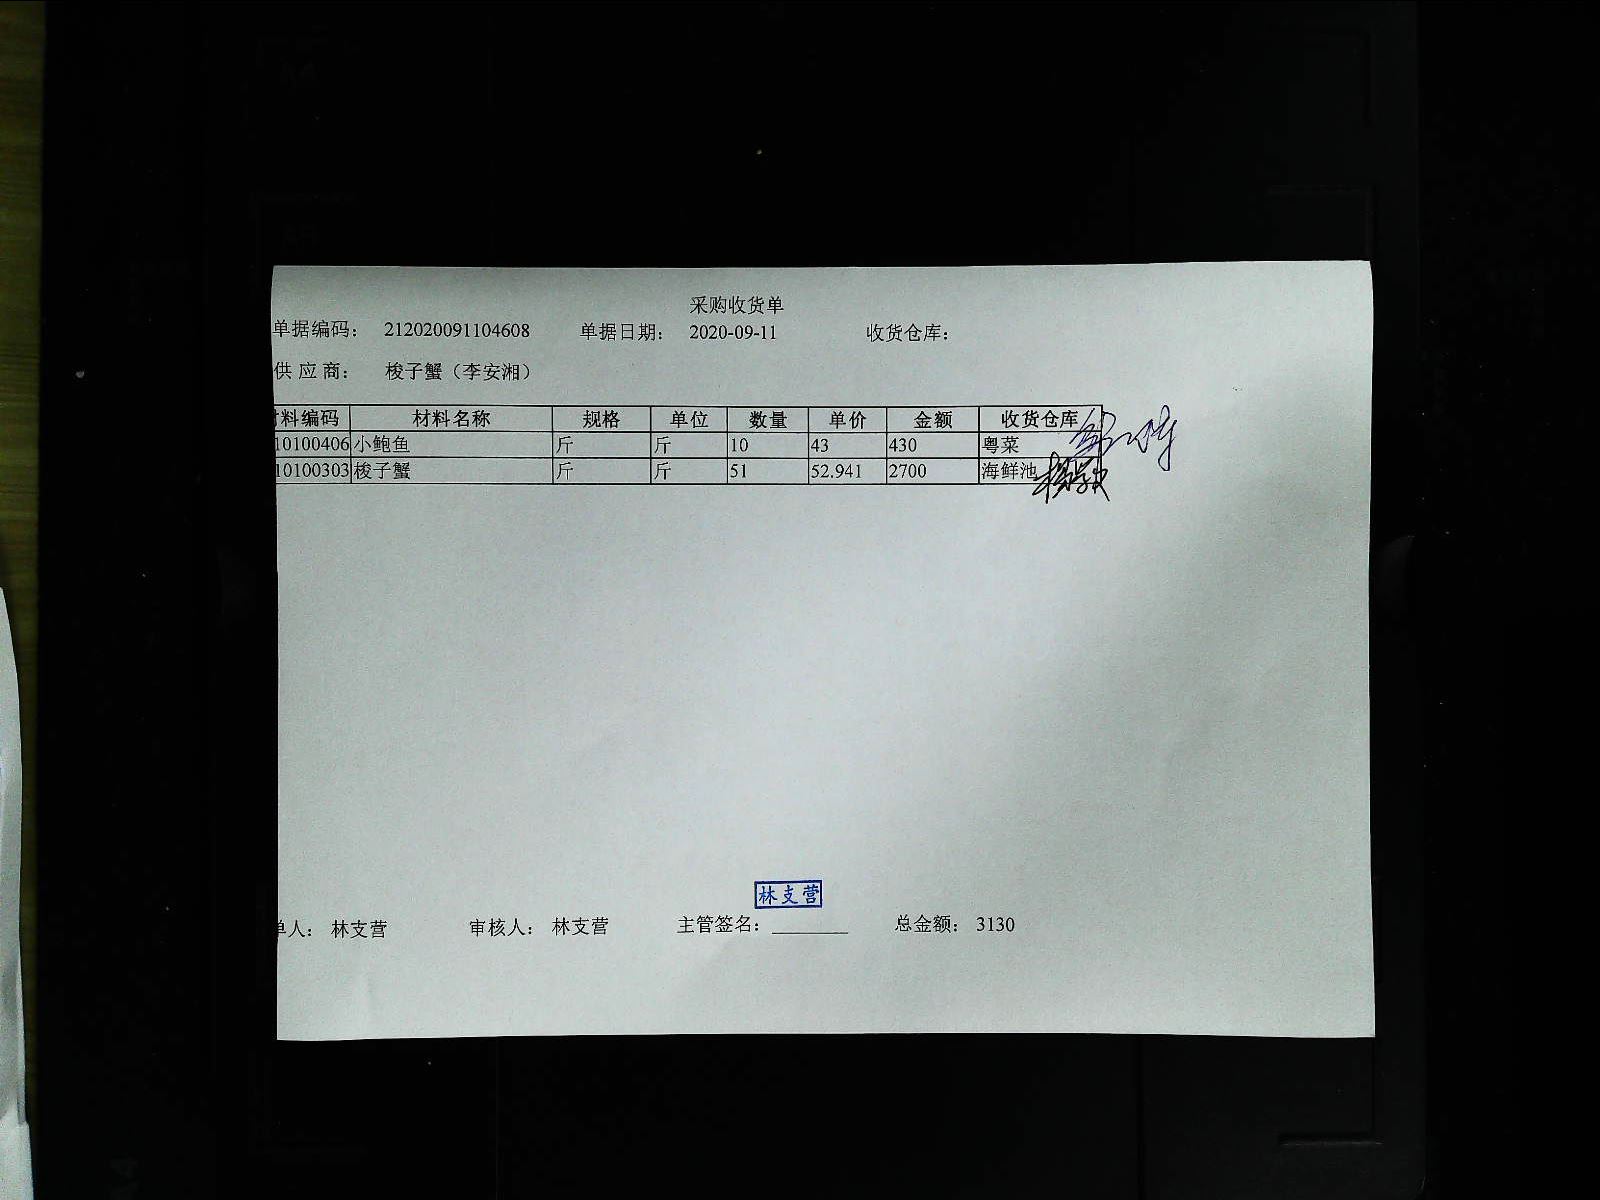 采购收货单
单据编码： 212020091104608 单据日期： 2020-09-11 收货仓库：
供 应 商： 梭子蟹（李安湘）
料编码 材料名称 规格 单位 数量 单价 金额 收货仓库
10100406 小鲍鱼 斤 斤 10 43 430 粤菜
10100303 梭子蟹 斤 斤 51 52.941 2700 海鲜池
林支营
单人： 林支营 审核人： 林支营 主管签名：________ 总金额： 3130